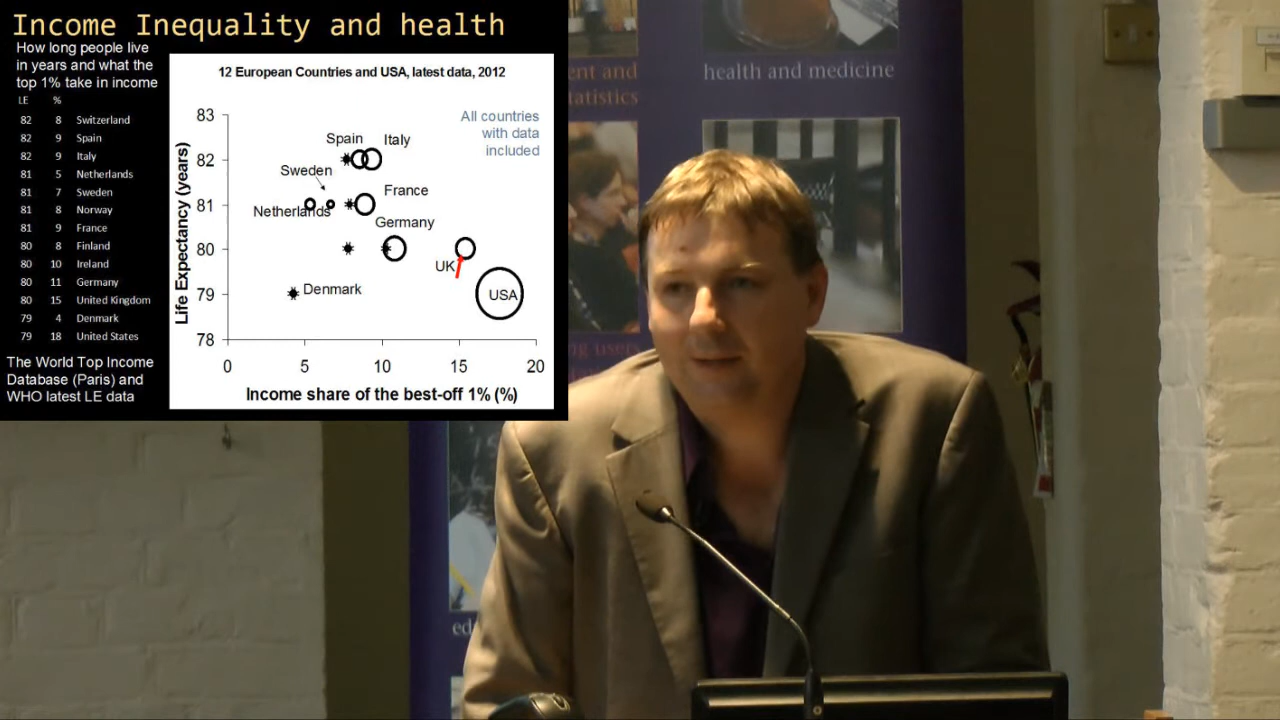 Income Inequality and health
How long people live
in years and what the
top 1% take in income
LE %
82 8 Switzerland
82 9 Spain
82 9 Italy
81 5 Netherlands
81 7 Sweden
81 8 Norway
81 9 France
80 8 Finland
80 10 Ireland
80 11 Germany
80 15 United Kingdom
79 4 Denmark
79 18 United States
The World Top Income
Database (Paris) and
WHO latest LE data
12 European Countries and USA, latest data, 2012
All countries
with data
included
Life Expectancy (years)
83
82
81
80
79
78
Spain
Italy
Sweden
France
Netherlands
Germany
UK
Denmark
USA
0 5 10 15 20
Income share of the best-off 1% (%)
and
health and medicine
users